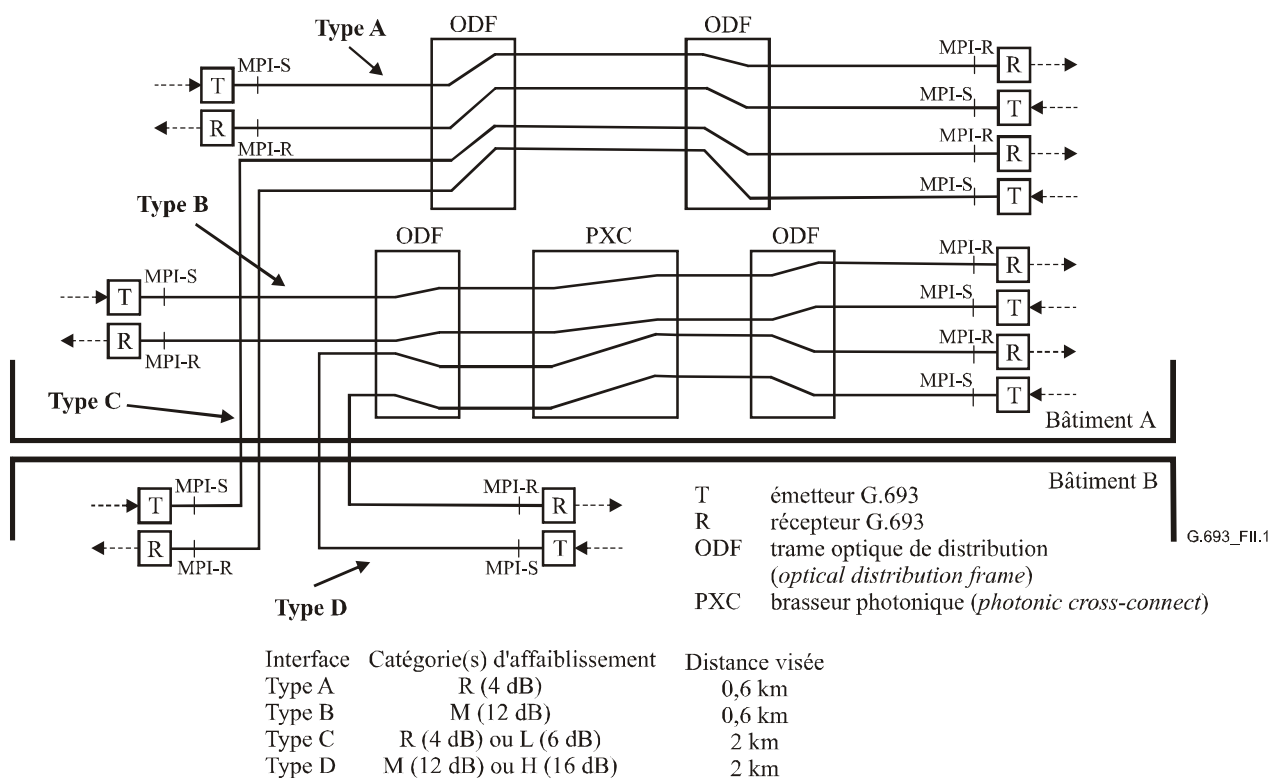 Type A
ODF
ODF
MPI-S
T
R
MPI-R
MPI-R
R
MPI-S
T
MPI-R
R
MPI-S
T
Type B
ODF
PXC
ODF
MPI-S
T
R
MPI-R
MPI-R
R
MPI-S
T
MPI-R
R
MPI-S
T
Type C
Bâtiment A
Bâtiment B
MPI-S
T
R
MPI-R
MPI-R
R
T
MPI-S
Type D
T émetteur G.693
R récepteur G.693
ODF trame optique de distribution
(optical distribution frame)
PXC brasseur photonique (photonic cross-connect)
G.693_FII.1
Interface Catégorie(s) d'affaiblissement Distance visée
Type A R (4 dB) 0,6 km
Type B M (12 dB) 0,6 km
Type C R (4 dB) ou L (6 dB) 2 km
Type D M (12 dB) ou H (16 dB) 2 km